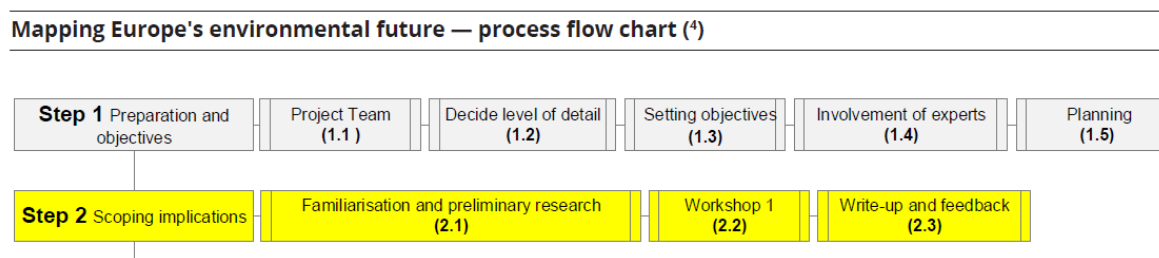 Mapping Europe's environmental future — process flow chart (⁴)
Step 1 Preparation and
objectives
Project Team
(1.1 )
Decide level of detail
(1.2)
Setting objectives
(1.3)
Involvement of experts
(1.4)
Planning
(1.5)
Step 2 Scoping implications
Familiarisation and preliminary research
(2.1)
Workshop 1
(2.2)
Write-up and feedback
(2.3)